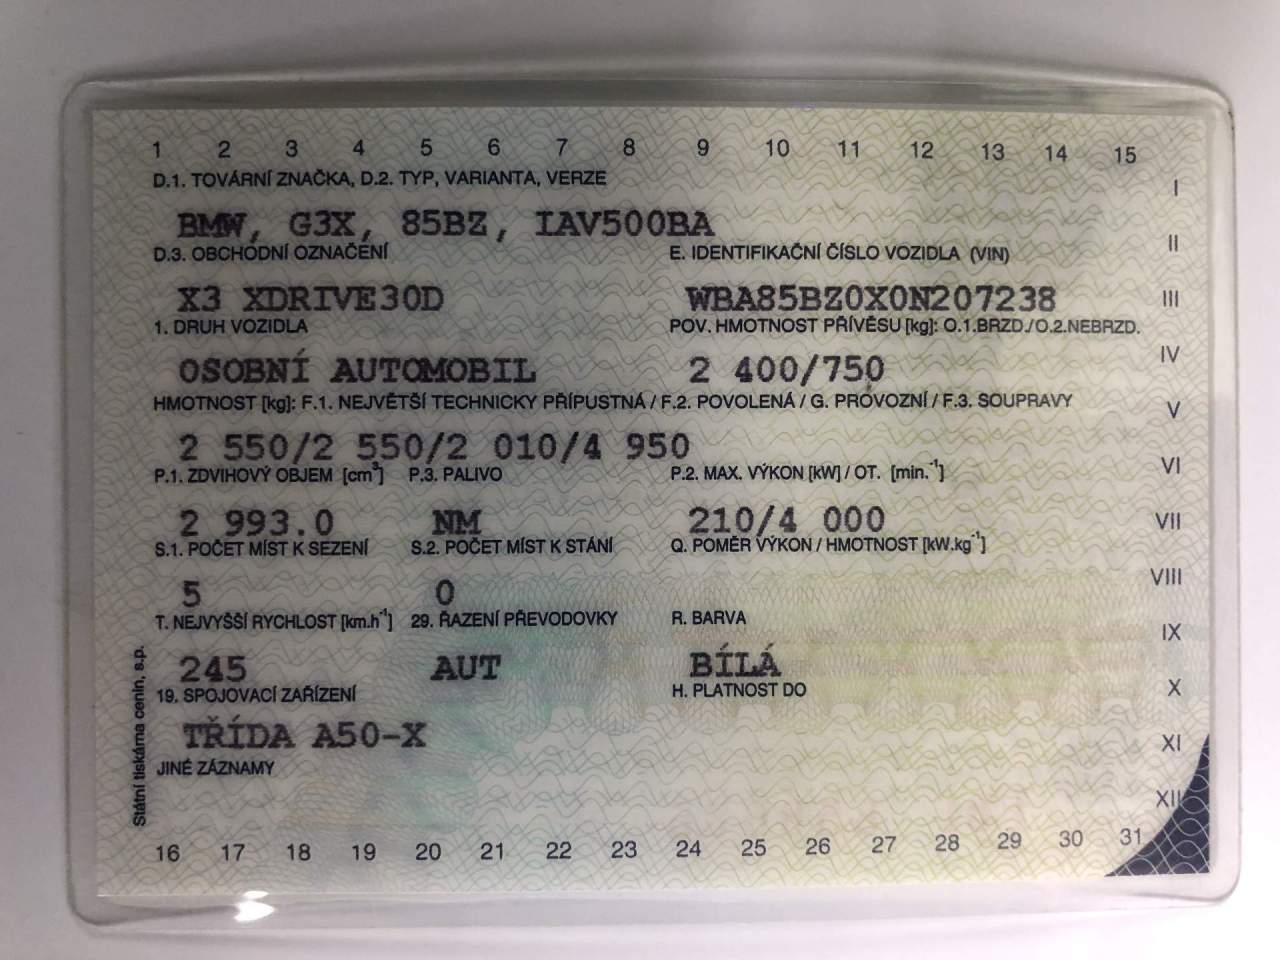 1 2 3 4 5 6 7 8 9 10 11 12 13 14 15
D.1. TOVÁRNÍ ZNAČKA, D.2. TYP, VARIANTA, VERZE
I
BMW, G3X, 85BZ, IAV500BA
D.3. OBCHODNÍ OZNAČENÍ E. IDENTIFIKAČNÍ ČÍSLO VOZIDLA (VIN)
II
X3 XDRIVE30D WBA85BZ0X0N207238
III
1. DRUH VOZIDLA POV. HMOTNOST PŘÍVĚSU [kg]: O.1.BRZD./O.2.NEBRZD.
IV
OSOBNÍ AUTOMOBIL 2 400/750
HMOTNOST [kg]: F.1. NEJVĚTŠÍ TECHNICKY PŘÍPUSTNÁ / F.2. POVOLENÁ / G. PROVOZNÍ / F.3. SOUPRAVY
V
2 550/2 550/2 010/4 950
P.1. ZDVIHOVÝ OBJEM [cm³] P.3. PALIVO P.2. MAX. VÝKON [kW] / OT. [min.⁻¹]
VI
2 993.0 NM 210/4 000
VII
S.1. POČET MÍST K SEZENÍ S.2. POČET MÍST K STÁNÍ Q. POMĚR VÝKON / HMOTNOST [kW.kg⁻¹]
VIII
5 0
T. NEJVYŠŠÍ RYCHLOST [km.h⁻¹] 29. ŘAZENÍ PŘEVODOVKY R. BARVA
IX
245 AUT BÍLÁ
19. SPOJOVACÍ ZAŘÍZENÍ H. PLATNOST DO
X
TŘÍDA A50-X
XI
JINÉ ZÁZNAMY
XII
Státní tiskárna cenin, s.p.
16 17 18 19 20 21 22 23 24 25 26 27 28 29 30 31